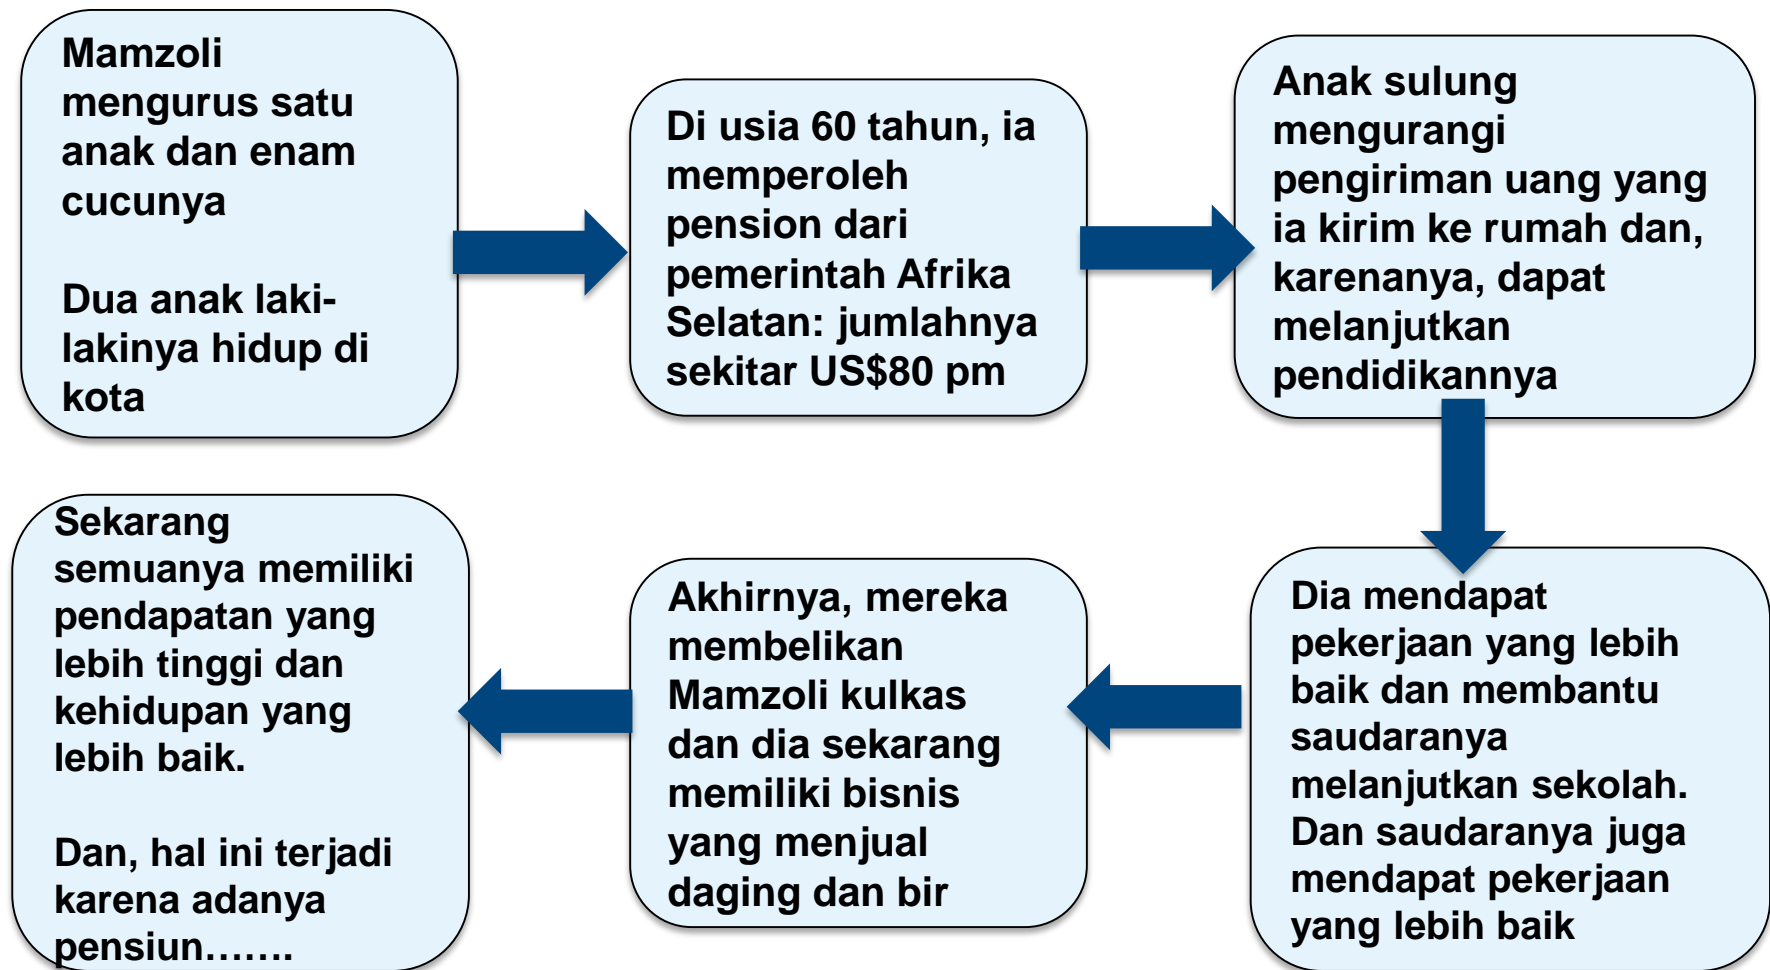 Mamzoli
mengurus satu
anak dan enam
cucunya
Dua anak laki-
lakinya hidup di
kota
Di usia 60 tahun, ia
memperoleh
pension dari
pemerintah Afrika
Selatan: jumlahnya
sekitar US$80 pm
Anak sulung
mengurangi
pengiriman uang yang
ia kirim ke rumah dan,
karenanya, dapat
melanjutkan
pendidikannya
Dia mendapat
pekerjaan yang lebih
baik dan membantu
saudaranya
melanjutkan sekolah.
Dan saudaranya juga
mendapat pekerjaan
yang lebih baik
Akhirnya, mereka
membelikan
Mamzoli kulkas
dan dia sekarang
memiliki bisnis
yang menjual
daging dan bir
Sekarang
semuanya memiliki
pendapatan yang
lebih tinggi dan
kehidupan yang
lebih baik.
Dan, hal ini terjadi
karena adanya
pensiun…….